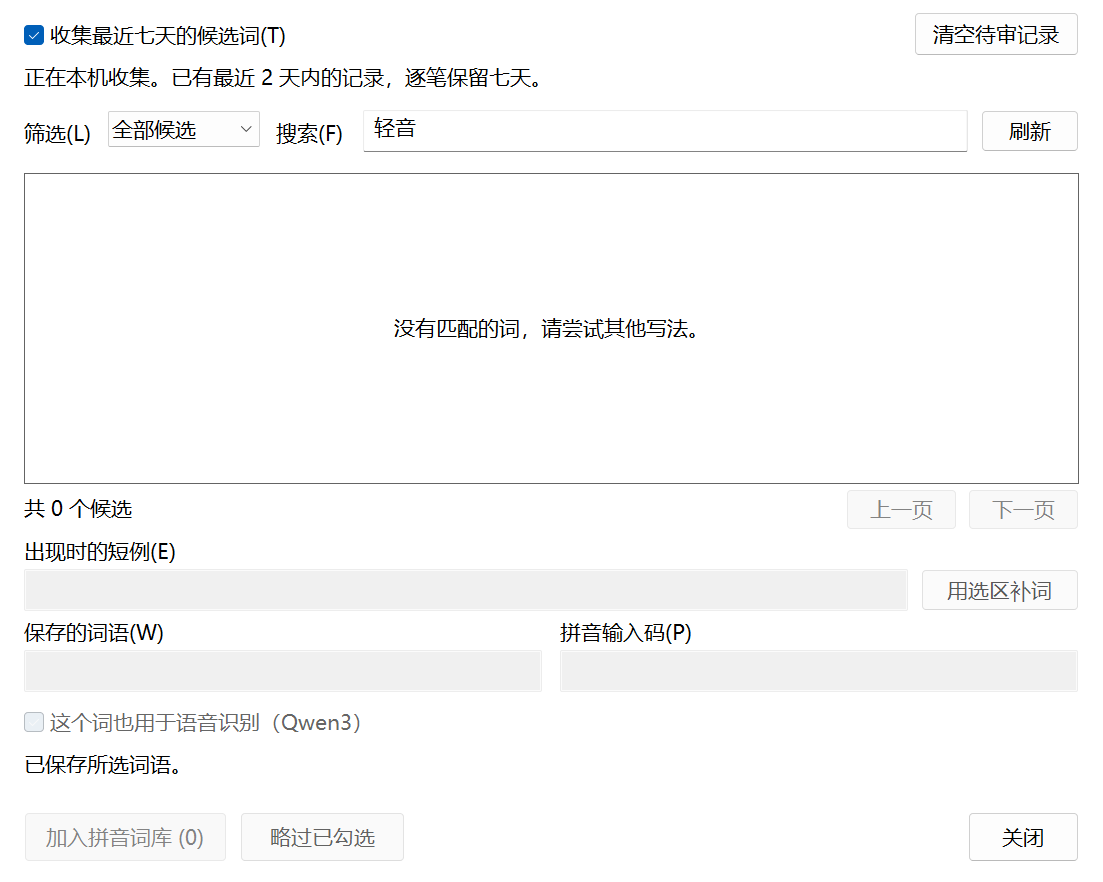 收集最近七天的候选词(T) 清空待审记录
正在本机收集。已有最近 2 天内的记录，逐笔保留七天。
筛选(L) 全部候选 搜索(F) 轻音 刷新
没有匹配的词，请尝试其他写法。
共 0 个候选 上一页 下一页
出现时的短例(E)
用选区补词
保存的词语(W) 拼音输入码(P)
这个词也用于语音识别（Qwen3）
已保存所选词语。
加入拼音词库 (0) 略过已勾选 关闭